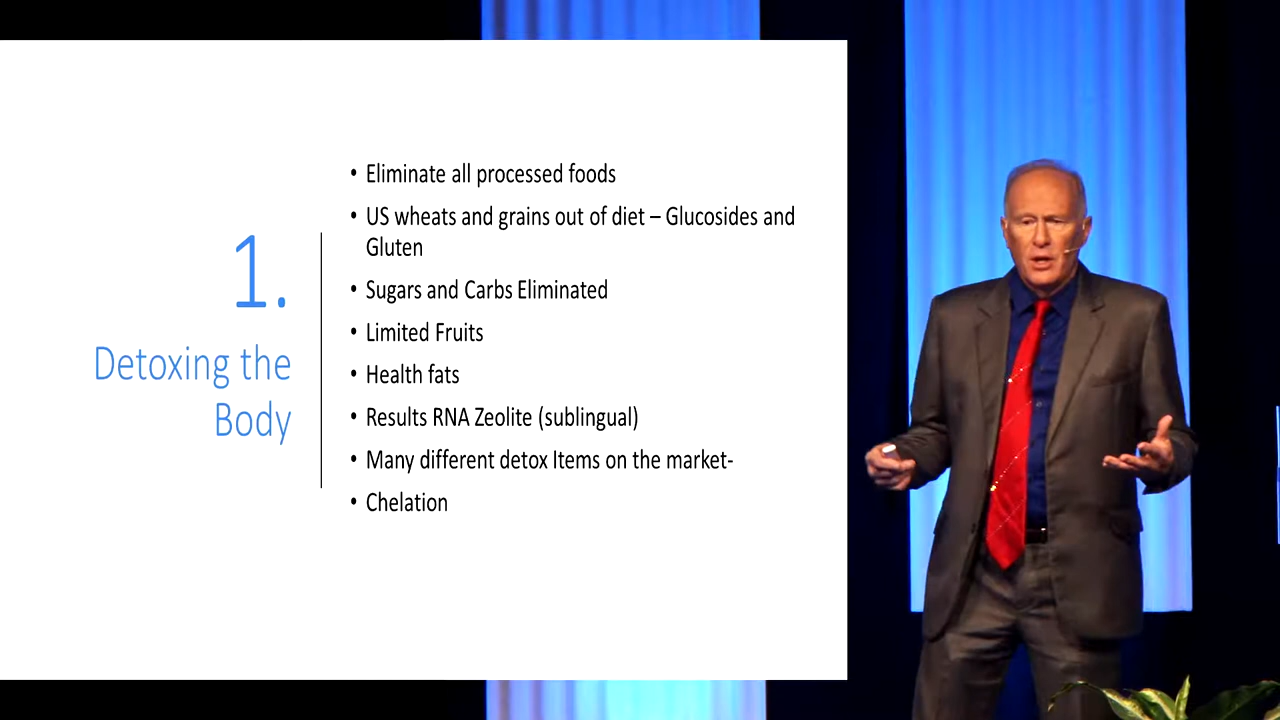 1.
Detoxing the
Body
• Eliminate all processed foods
• US wheats and grains out of diet – Glucosides and
Gluten
• Sugars and Carbs Eliminated
• Limited Fruits
• Health fats
• Results RNA Zeolite (sublingual)
• Many different detox Items on the market-
• Chelation